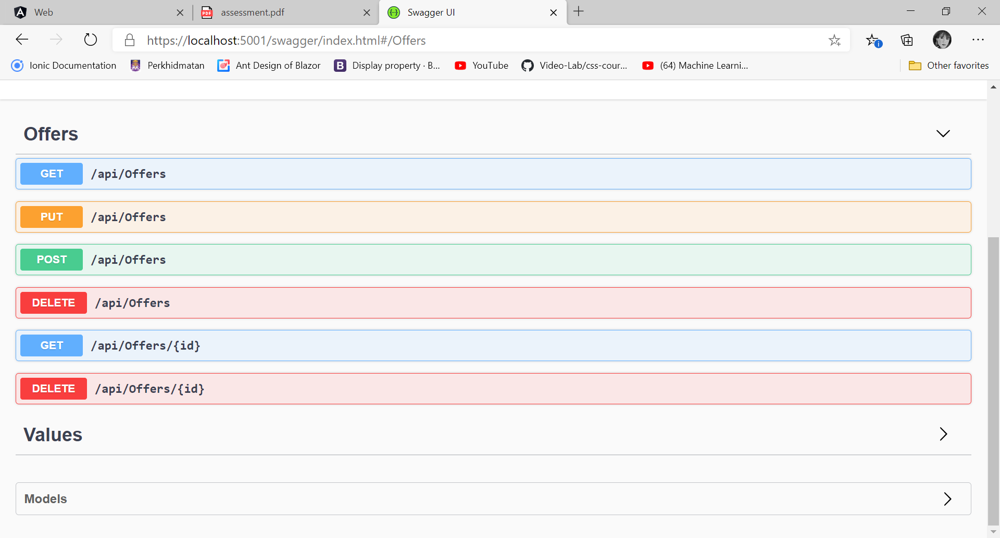 Web
assessment.pdf
Swagger UI
https://localhost:5001/swagger/index.html#/Offers
Ionic Documentation
Perkhidmatan
Ant Design of Blazor
Display property · B...
YouTube
Video-Lab/css-cour...
(64) Machine Learni...
Other favorites
Offers
GET /api/Offers
PUT /api/Offers
POST /api/Offers
DELETE /api/Offers
GET /api/Offers/{id}
DELETE /api/Offers/{id}
Values
Models